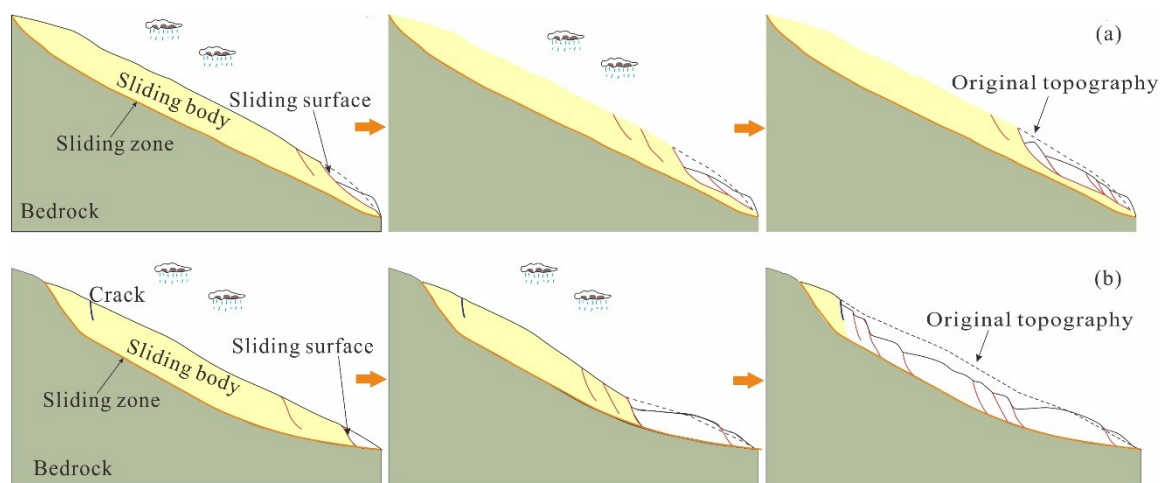 (a)
Sliding body
Sliding surface
Sliding zone
Original topography
Bedrock
(b)
Crack
Sliding body
Sliding surface
Sliding zone
Original topography
Bedrock